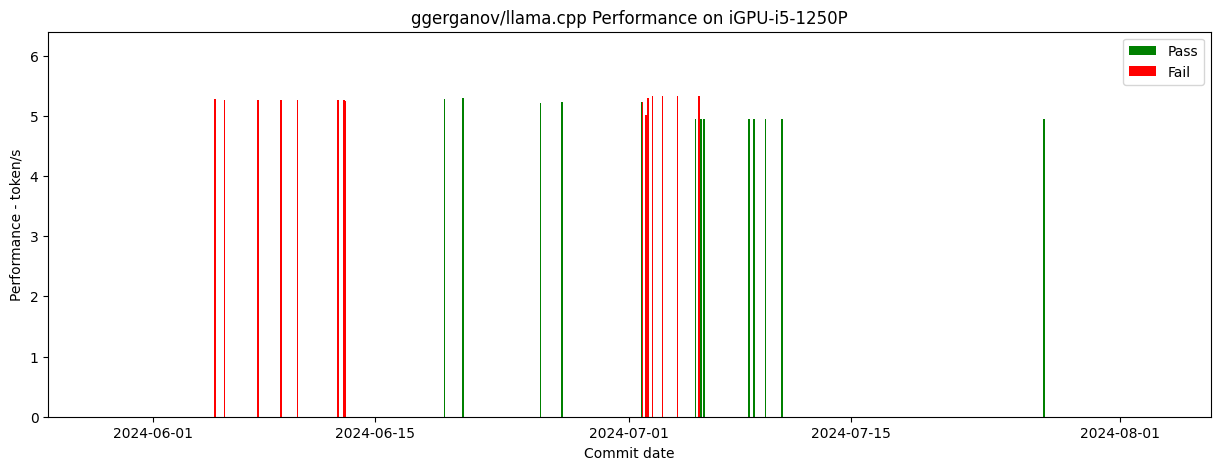 ggerganov/llama.cpp Performance on iGPU-i5-1250P
Pass
Fail
Performance - token/s
6
5
4
3
2
1
0
2024-06-01
2024-06-15
2024-07-01
2024-07-15
2024-08-01
Commit date